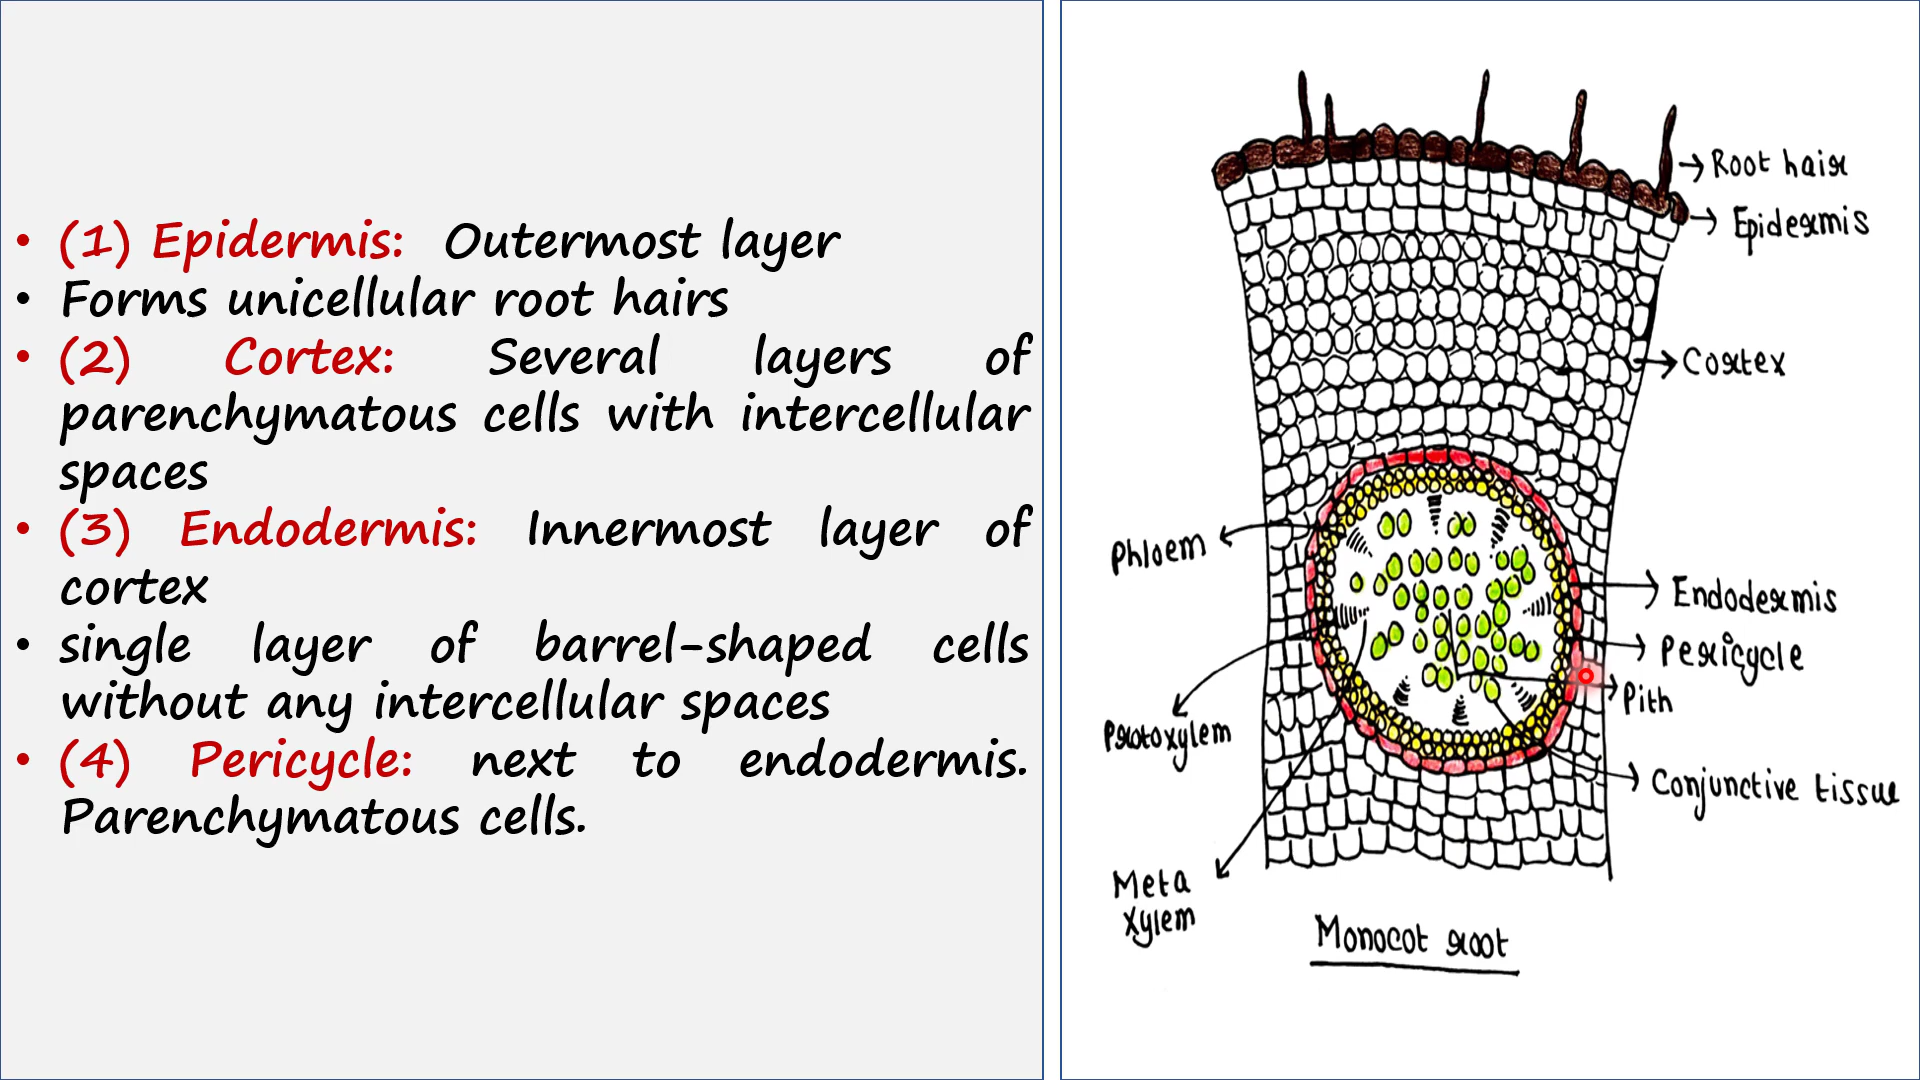 • (1) Epidermis: Outermost layer
• Forms unicellular root hairs
• (2) Cortex: Several layers of
parenchymatous cells with intercellular
spaces
• (3) Endodermis: Innermost layer of
cortex
• single layer of barrel-shaped cells
without any intercellular spaces
• (4) Pericycle: next to endodermis.
Parenchymatous cells.
Root hair
Epidermis
Cortex
Phloem
Endodermis
Pericycle
Pith
Protoxylem
Conjunctive tissue
Meta
xylem
Monocot root